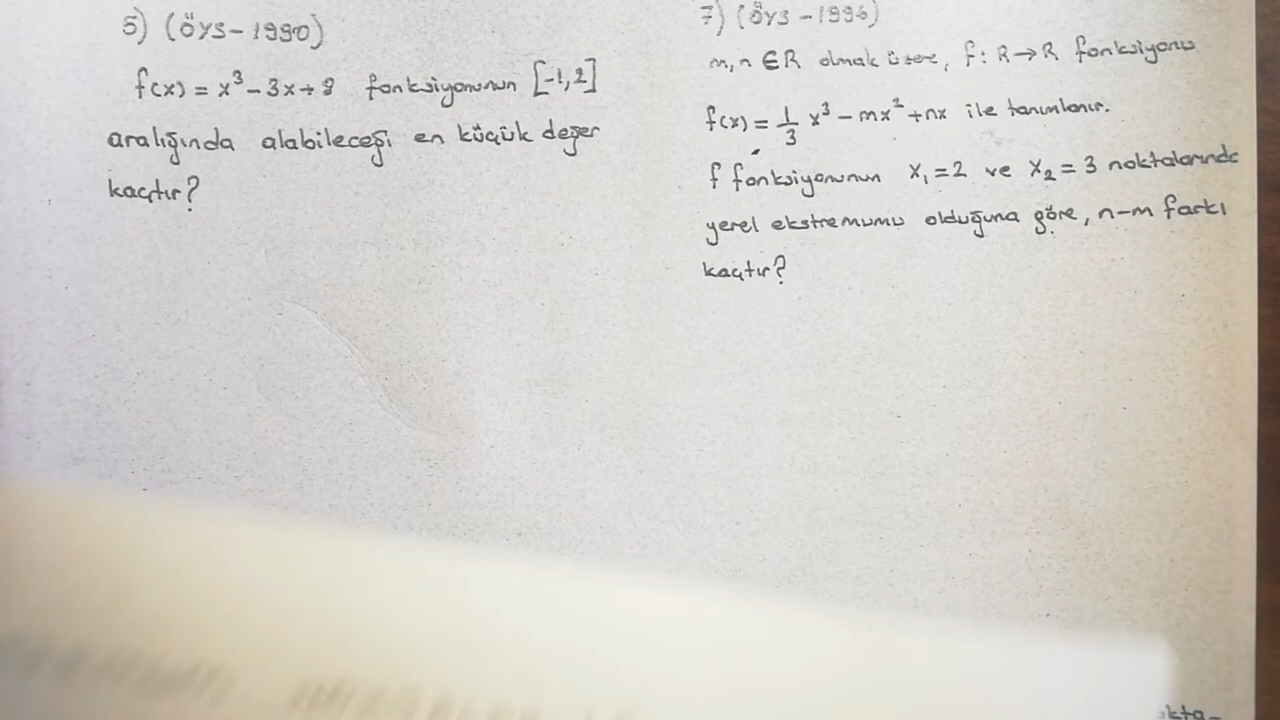 5) (ÖYS-1990)
f(x) = x³ - 3x + 8 fonksiyonunun [-1,2]
aralığında alabileceği en küçük değer
kaçtır?
7) (ÖYS -1996)
m, n ∈ R olmak üzere, f: R→R fonksiyonu
f(x) = 1/3 x³ - mx² + nx ile tanımlanır.
f fonksiyonunun x₁=2 ve x₂=3 noktalarında
yerel ekstremumu olduğuna göre, n-m farkı
kaçtır?